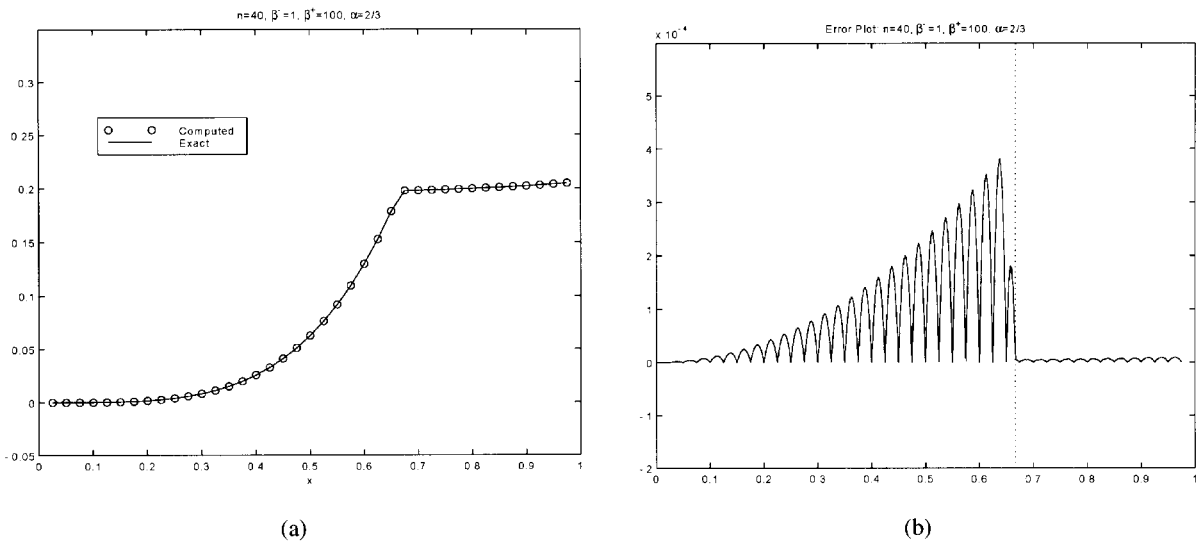 n=40, β⁻=1, β⁺=100, α=2/3
0.35
0.3
0.25
0.2
0.15
0.1
0.05
0
-0.05
Computed
Exact
0 0.1 0.2 0.3 0.4 0.5 0.6 0.7 0.8 0.9 1
x
(a)
Error Plot: n=40, β⁻=1, β⁺=100, α=2/3
x 10⁻⁴
6
5
4
3
2
1
0
-1
-2
0 0.1 0.2 0.3 0.4 0.5 0.6 0.7 0.8 0.9 1
(b)